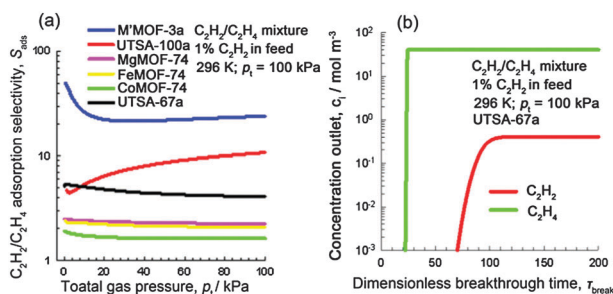 (a)
M'MOF-3a
UTSA-100a
MgMOF-74
FeMOF-74
CoMOF-74
UTSA-67a
C₂H₂/C₂H₄ mixture
1% C₂H₂ in feed
296 K; pₜ = 100 kPa
C₂H₂/C₂H₄ adsorption selectivity, S_ads
100
10
1
0 20 40 60 80 100
Toatal gas pressure, pₜ/ kPa
(b)
C₂H₂/C₂H₄ mixture
1% C₂H₂ in feed
296 K; pₜ = 100 kPa
UTSA-67a
C₂H₂
C₂H₄
Concentration outlet, cᵢ / mol m⁻³
10²
10¹
10⁰
10⁻¹
10⁻²
10⁻³
0 50 100 150 200
Dimensionless breakthrough time, τ_break